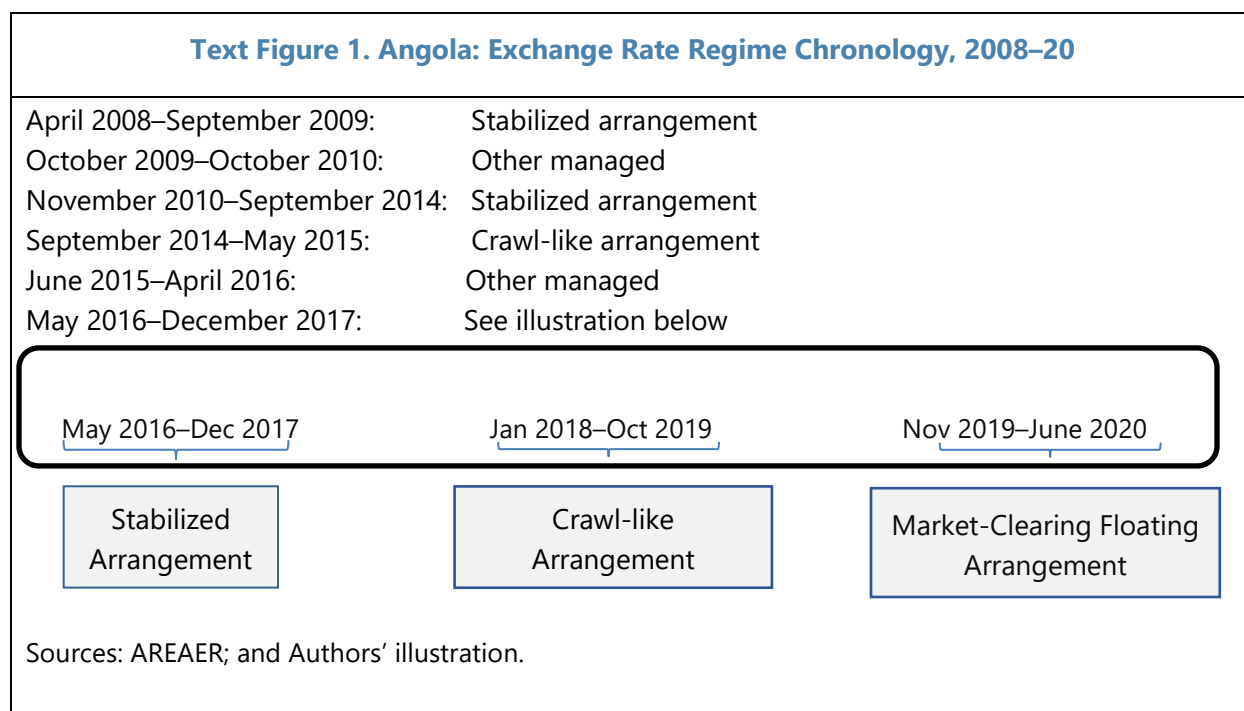 Text Figure 1. Angola: Exchange Rate Regime Chronology, 2008–20
April 2008–September 2009: Stabilized arrangement
October 2009–October 2010: Other managed
November 2010–September 2014: Stabilized arrangement
September 2014–May 2015: Crawl-like arrangement
June 2015–April 2016: Other managed
May 2016–December 2017: See illustration below
May 2016–Dec 2017 Jan 2018–Oct 2019 Nov 2019–June 2020
Stabilized
Arrangement
Crawl-like
Arrangement
Market-Clearing Floating
Arrangement
Sources: AREAER; and Authors’ illustration.